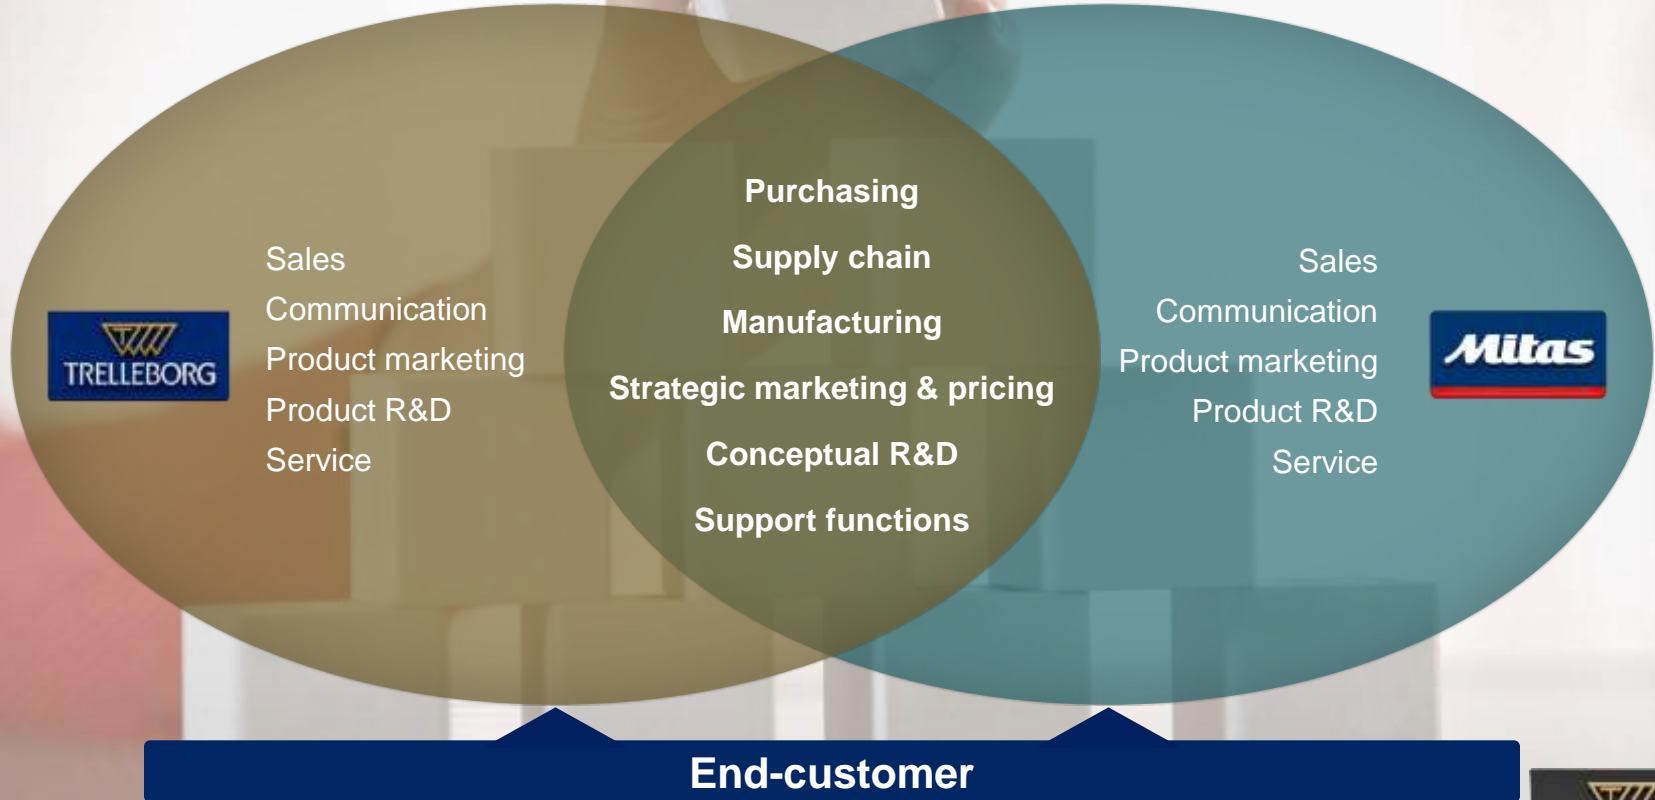 TRELLEBORG
Sales
Communication
Product marketing
Product R&D
Service
Purchasing
Supply chain
Manufacturing
Strategic marketing & pricing
Conceptual R&D
Support functions
Sales
Communication
Product marketing
Product R&D
Service
Mitas
End-customer